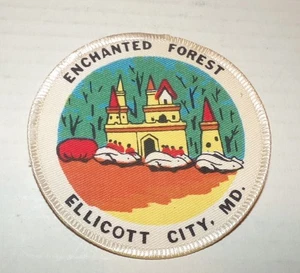 ENCHANTED FOREST
ELLICOTT CITY, MD.